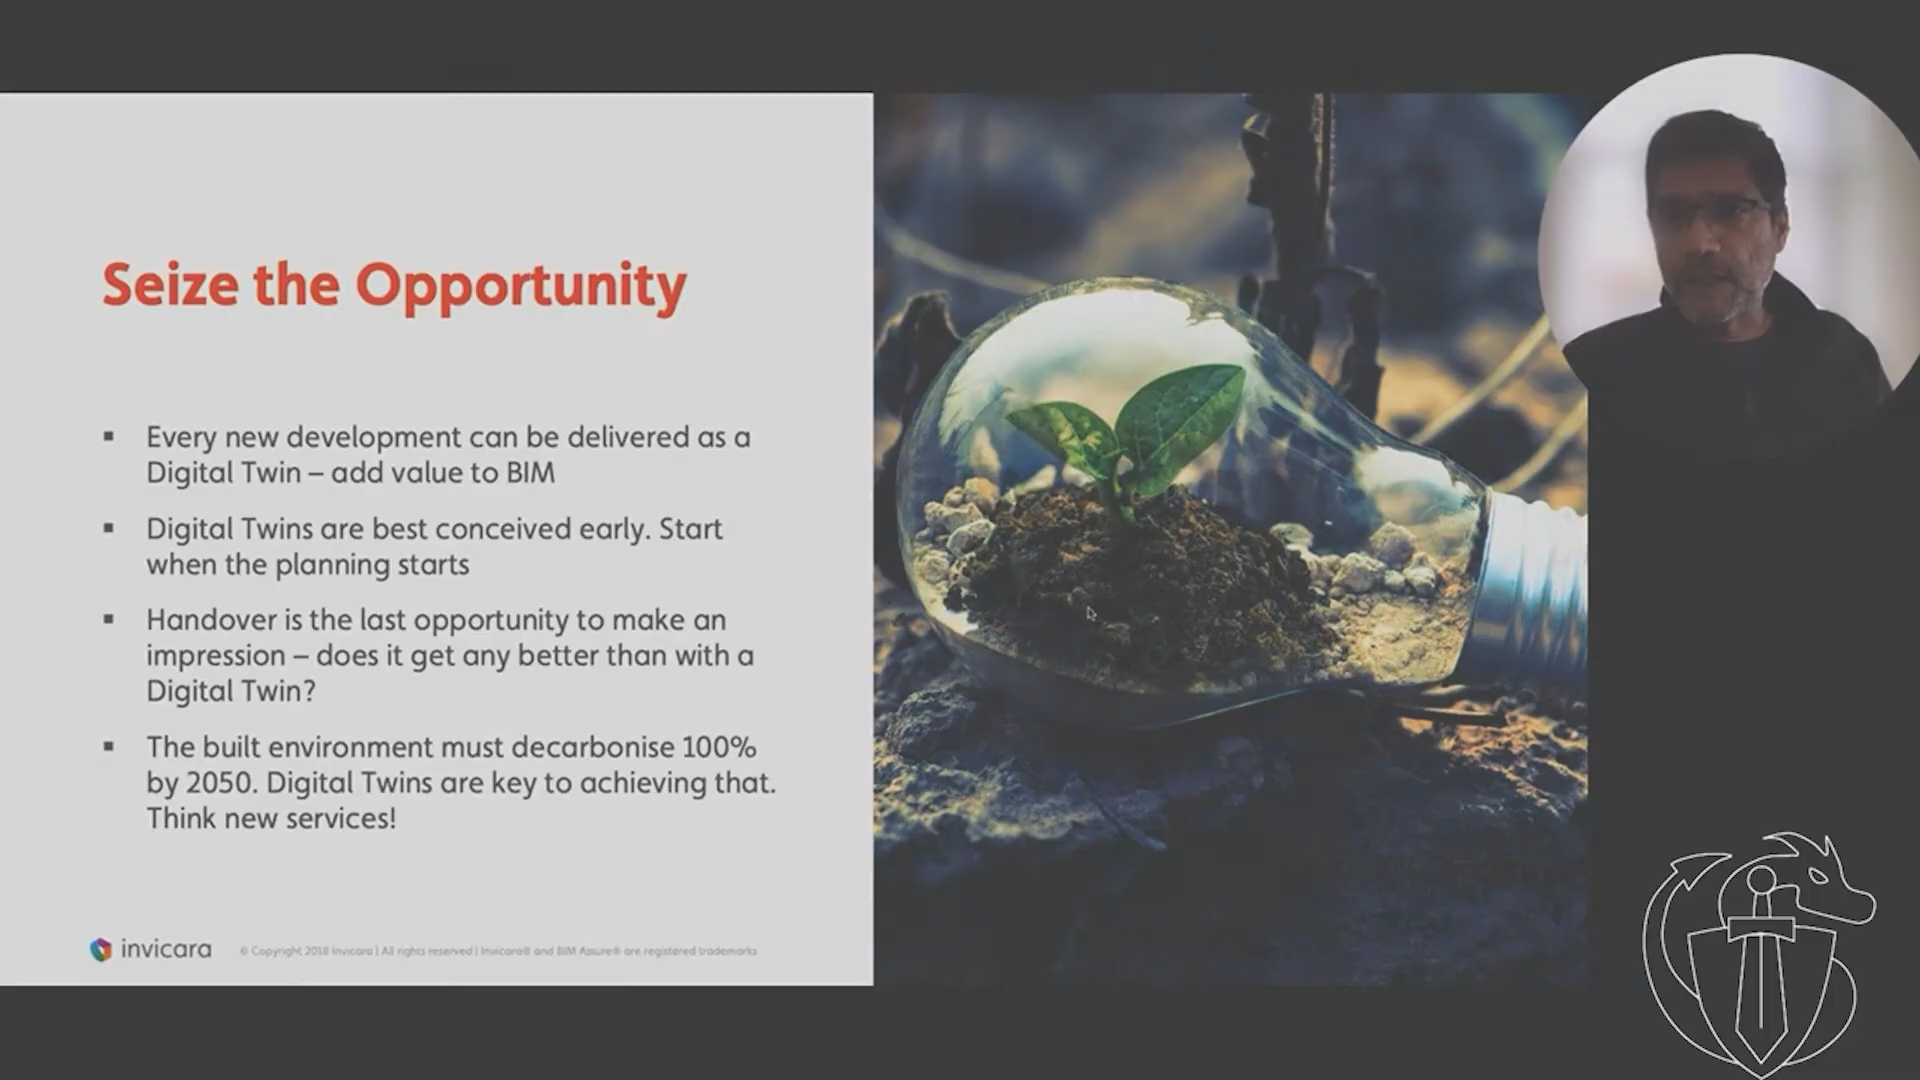 Seize the Opportunity
▪ Every new development can be delivered as a
Digital Twin – add value to BIM
▪ Digital Twins are best conceived early. Start
when the planning starts
▪ Handover is the last opportunity to make an
impression – does it get any better than with a
Digital Twin?
▪ The built environment must decarbonise 100%
by 2050. Digital Twins are key to achieving that.
Think new services!
invicara
© Copyright 2018 Invicara | All rights reserved | Invicara® and BIM Assure® are registered trademarks